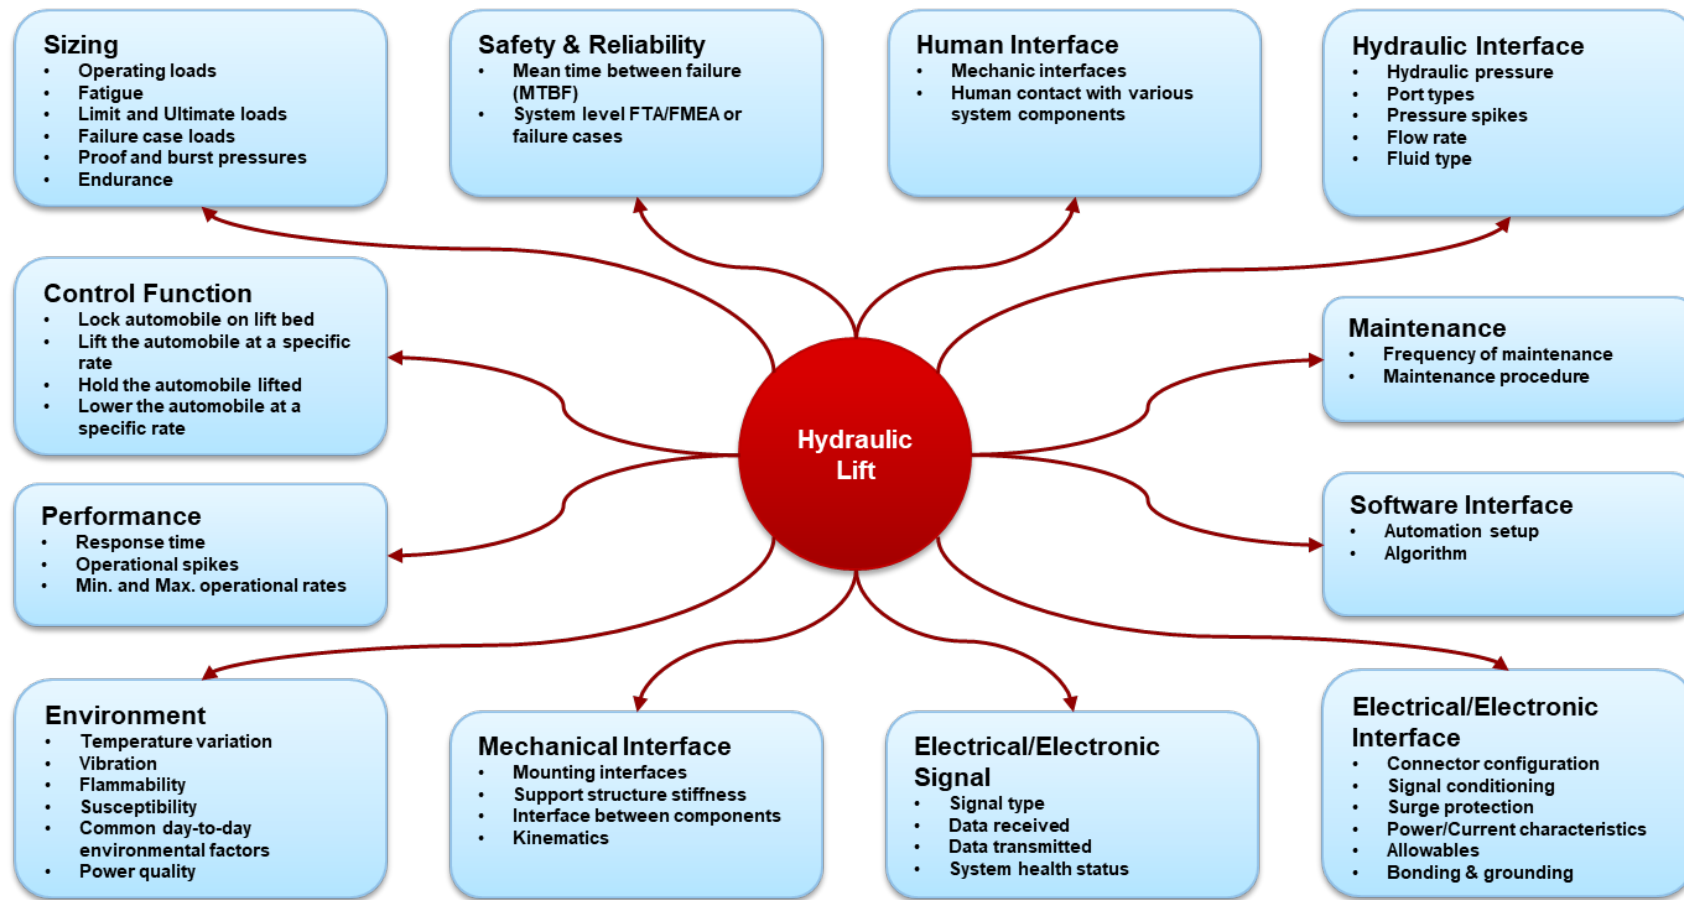 Sizing
• Operating loads
• Fatigue
• Limit and Ultimate loads
• Failure case loads
• Proof and burst pressures
• Endurance
Safety & Reliability
• Mean time between failure
(MTBF)
• System level FTA/FMEA or
failure cases
Human Interface
• Mechanic interfaces
• Human contact with various
system components
Hydraulic Interface
• Hydraulic pressure
• Port types
• Pressure spikes
• Flow rate
• Fluid type
Control Function
• Lock automobile on lift bed
• Lift the automobile at a specific
rate
• Hold the automobile lifted
• Lower the automobile at a
specific rate
Maintenance
• Frequency of maintenance
• Maintenance procedure
Hydraulic
Lift
Performance
• Response time
• Operational spikes
• Min. and Max. operational rates
Software Interface
• Automation setup
• Algorithm
Environment
• Temperature variation
• Vibration
• Flammability
• Susceptibility
• Common day-to-day
environmental factors
• Power quality
Mechanical Interface
• Mounting interfaces
• Support structure stiffness
• Interface between components
• Kinematics
Electrical/Electronic
Signal
• Signal type
• Data received
• Data transmitted
• System health status
Electrical/Electronic
Interface
• Connector configuration
• Signal conditioning
• Surge protection
• Power/Current characteristics
• Allowables
• Bonding & grounding